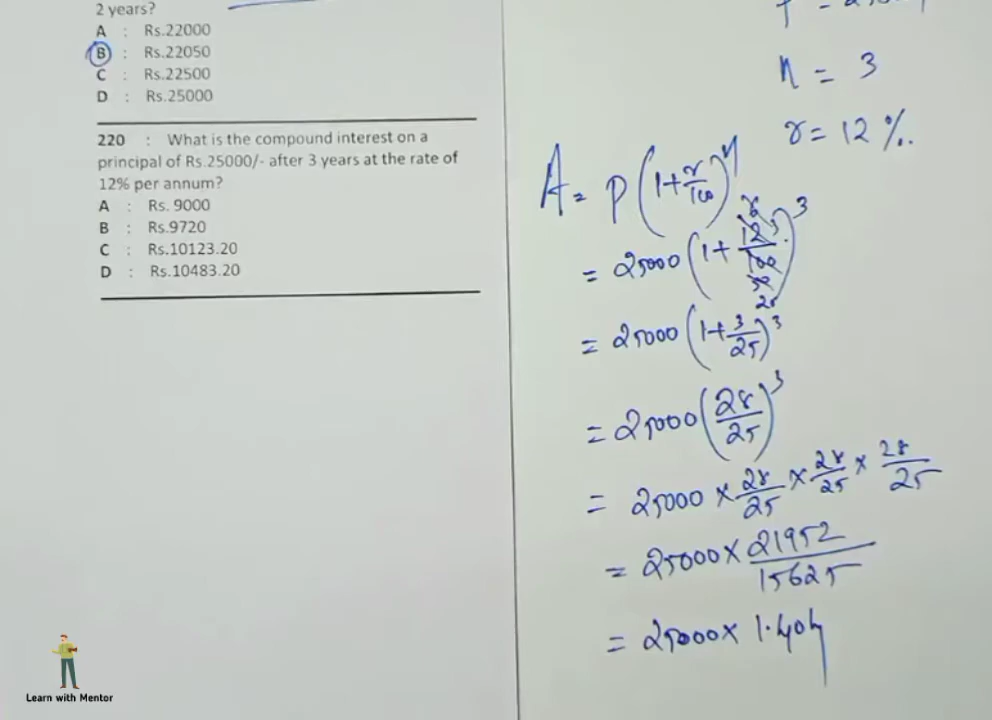 2 years?
A : Rs.22000
B : Rs.22050
C : Rs.22500
D : Rs.25000
220 : What is the compound interest on a
principal of Rs.25000/- after 3 years at the rate of
12% per annum?
A : Rs. 9000
B : Rs.9720
C : Rs.10123.20
D : Rs.10483.20
n = 3
r = 12 %.
A = P(1+r/100)^n
= 25000(1+12/100)^3
= 25000(1+3/25)^3
= 25000(28/25)^3
= 25000 × 28/25 × 28/25 × 28/25
= 25000 × 21952/15625
= 25000 × 1.404
Learn with Mentor